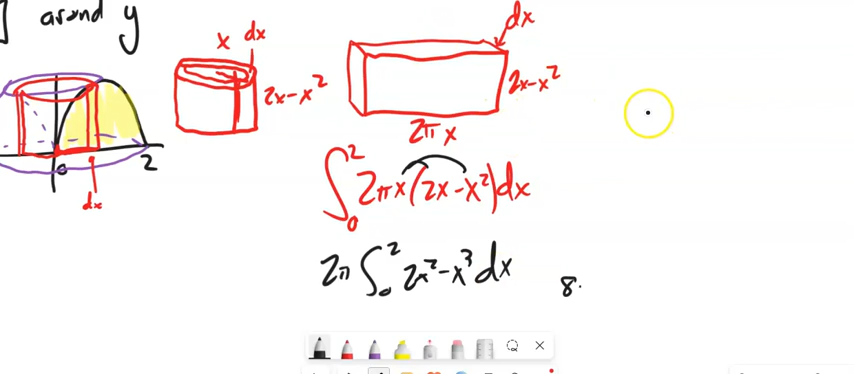 ] around y
x dx
2x-x²
dx
2x-x²
2πx
0 2
dx
∫₀² 2πx(2x-x²)dx
2π ∫₀² 2x²-x³ dx
8.